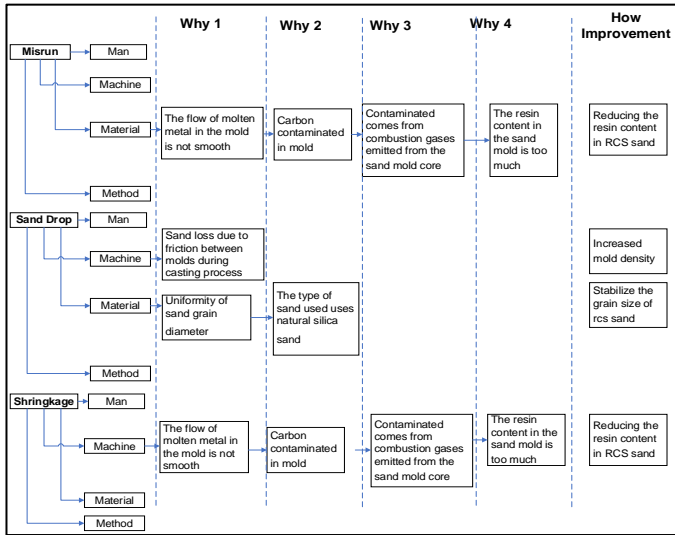 Why 1
Why 2
Why 3
Why 4
How
Improvement
Misrun
Man
Machine
Material
The flow of molten
metal in the mold
is not smooth
Carbon
contaminated
in mold
Contaminated
comes from
combustion gases
emitted from the
sand mold core
The resin
content in
the sand
mold is too
much
Reducing the
resin content
in RCS sand
Method
Sand Drop
Man
Machine
Sand loss due to
friction between
molds during
casting process
Increased
mold density
Material
Uniformity of
sand grain
diameter
The type of
sand used uses
natural silica
sand
Stabilize the
grain size of
rcs sand
Method
Shringkage
Man
Machine
The flow of
molten metal in
the mold is not
smooth
Carbon
contaminated
in mold
Contaminated
comes from
combustion gases
emitted from the
sand mold core
The resin
content in the
sand mold is
too much
Reducing the
resin content
in RCS sand
Material
Method